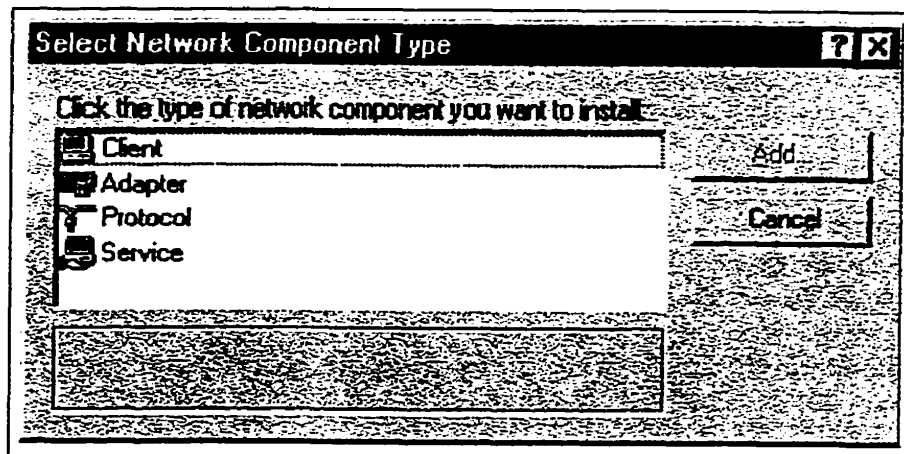 Select Network Component Type
Click the type of network component you want to install:
Client
Adapter
Protocol
Service
Add...
Cancel